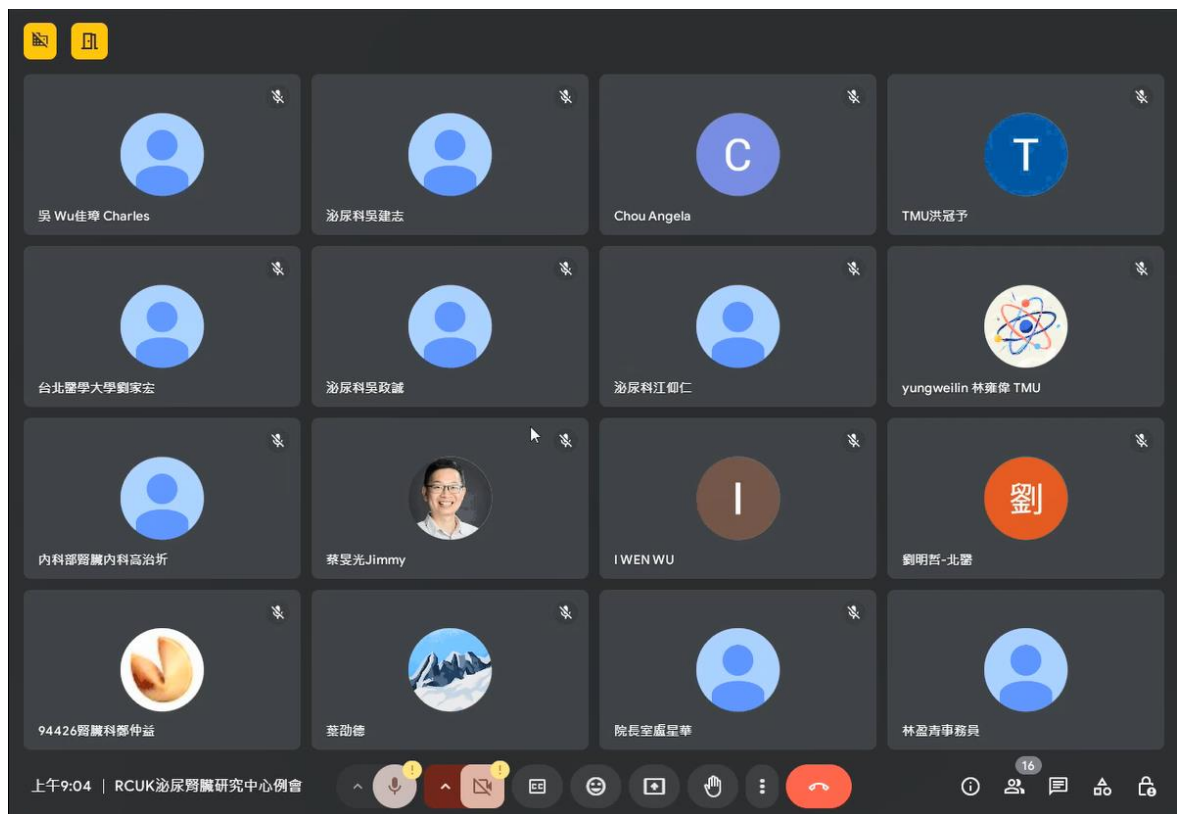 吳 Wu佳璋 Charles
泌尿科吳建志
C
Chou Angela
T
TMU洪冠予
台北醫學大學劉家宏
泌尿科吳政誠
泌尿科江仰仁
yungweilin 林雍偉 TMU
內科部腎臟內科高治圻
蔡旻光Jimmy
I
I WEN WU
劉
劉明哲-北醫
94426腎臟科鄭仲益
葉劭德
院長室盧星華
林盈青事務員
上午9:04 | RCUK泌尿腎臟研究中心例會
16